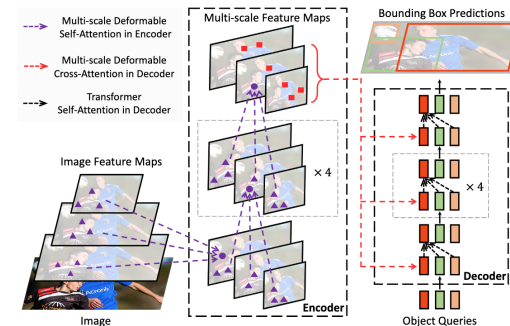 Multi-scale Deformable
Self-Attention in Encoder
Multi-scale Deformable
Cross-Attention in Decoder
Transformer
Self-Attention in Decoder
Multi-scale Feature Maps
Bounding Box Predictions
Image Feature Maps
× 4
× 4
Encoder
Decoder
Image
Object Queries